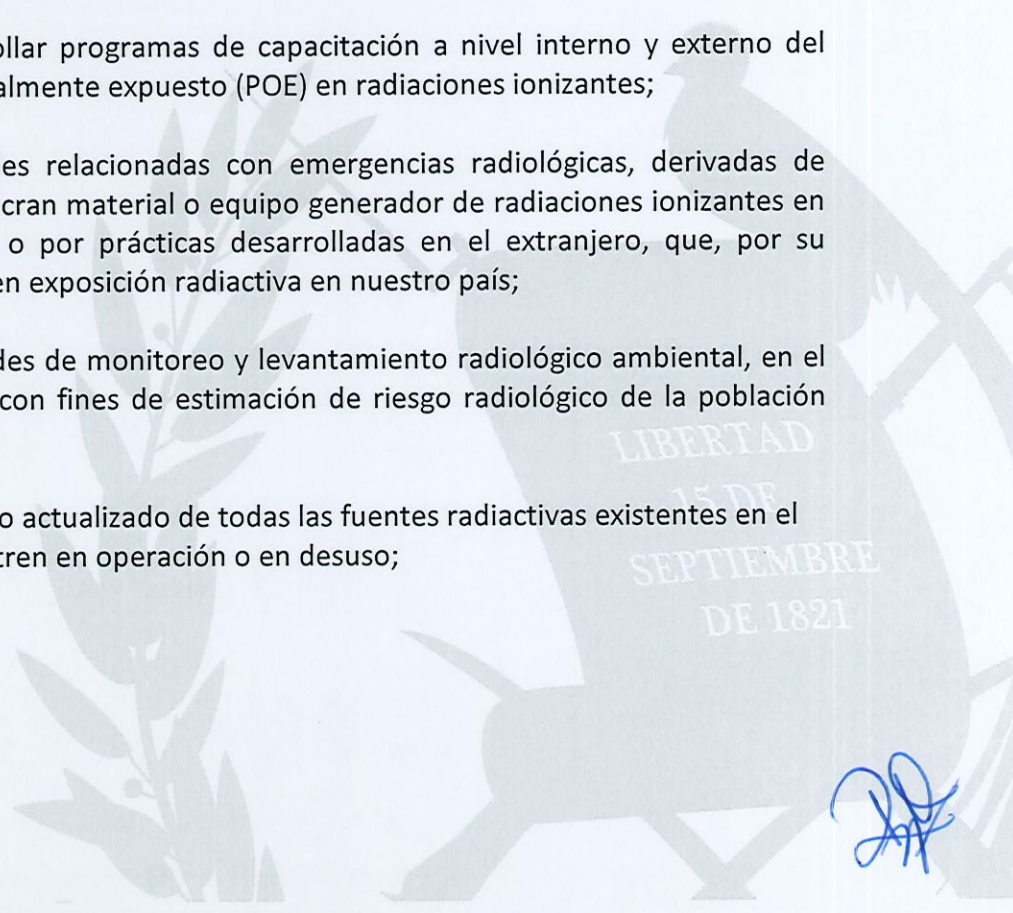 ollar programas de capacitación a nivel interno y externo del
almente expuesto (POE) en radiaciones ionizantes;
es relacionadas con emergencias radiológicas, derivadas de
cran material o equipo generador de radiaciones ionizantes en
o por prácticas desarrolladas en el extranjero, que, por su
en exposición radiactiva en nuestro país;
des de monitoreo y levantamiento radiológico ambiental, en el
con fines de estimación de riesgo radiológico de la población
LIBERTAD
15 DE
o actualizado de todas las fuentes radiactivas existentes en el
tren en operación o en desuso;
SEPTIEMBRE
DE 1821